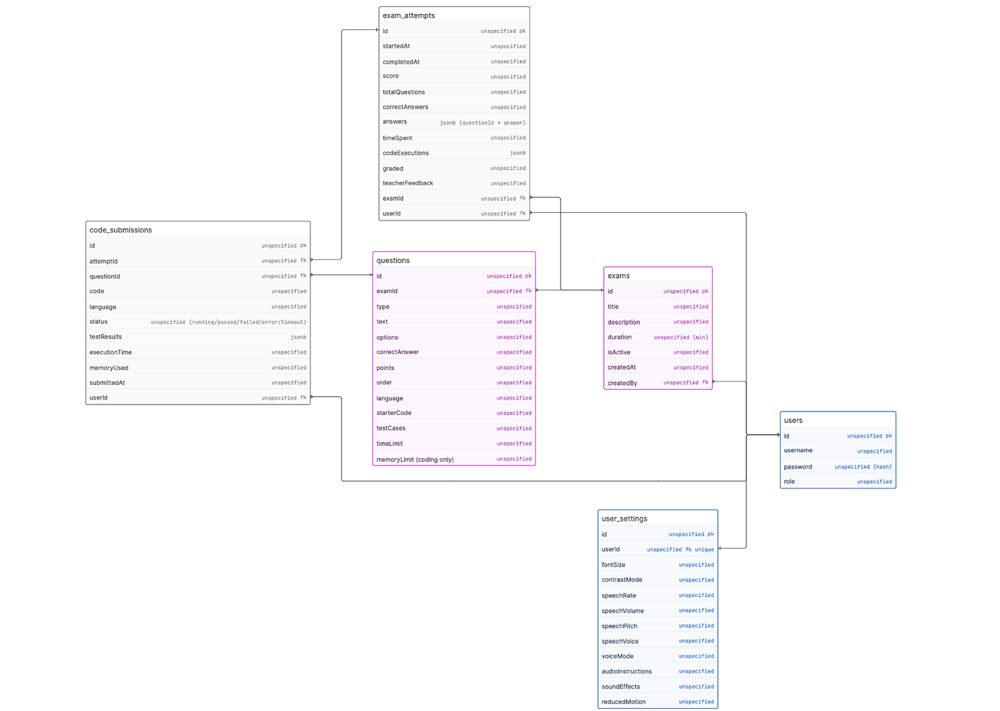 exam_attempts
id unspecified pk
startedAt unspecified
completedAt unspecified
score unspecified
totalQuestions unspecified
correctAnswers unspecified
answers jsonb (questionId → answer)
timeSpent unspecified
codeExecutions jsonb
graded unspecified
teacherFeedback unspecified
examId unspecified fk
userId unspecified fk
code_submissions
id unspecified pk
attemptId unspecified fk
questionId unspecified fk
code unspecified
language unspecified
status unspecified (running/passed/failed/error/timeout)
testResults jsonb
executionTime unspecified
memoryUsed unspecified
submittedAt unspecified
userId unspecified fk
questions
id unspecified pk
examId unspecified fk
type unspecified
text unspecified
options unspecified
correctAnswer unspecified
points unspecified
order unspecified
language unspecified
starterCode unspecified
testCases unspecified
timeLimit unspecified
memoryLimit (coding only) unspecified
exams
id unspecified pk
title unspecified
description unspecified
duration unspecified (min)
isActive unspecified
createdAt unspecified
createdBy unspecified fk
users
id unspecified pk
username unspecified
password unspecified (hash)
role unspecified
user_settings
id unspecified pk
userId unspecified fk unique
fontSize unspecified
contrastMode unspecified
speechRate unspecified
speechVolume unspecified
speechPitch unspecified
speechVoice unspecified
voiceMode unspecified
audioInstructions unspecified
soundEffects unspecified
reducedMotion unspecified